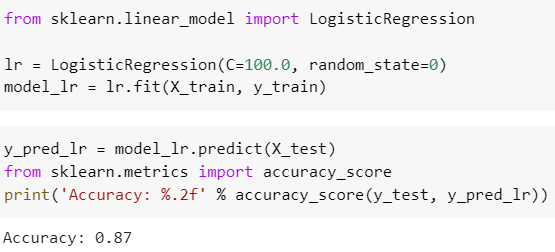 from sklearn.linear_model import LogisticRegression
lr = LogisticRegression(C=100.0, random_state=0)
model_lr = lr.fit(X_train, y_train)
y_pred_lr = model_lr.predict(X_test)
from sklearn.metrics import accuracy_score
print('Accuracy: %.2f' % accuracy_score(y_test, y_pred_lr))
Accuracy: 0.87